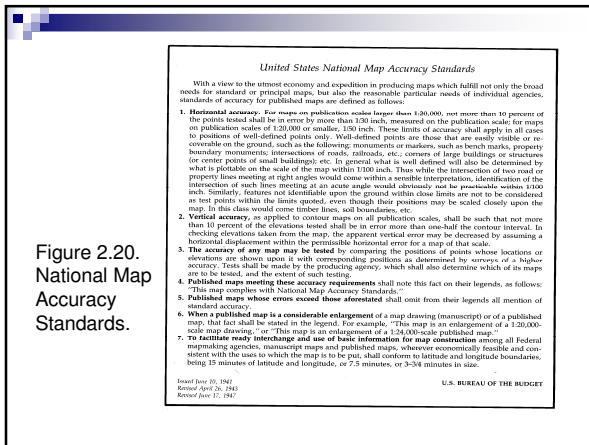 Figure 2.20.
National Map
Accuracy
Standards.
United States National Map Accuracy Standards
With a view to the utmost economy and expedition in producing maps which fulfill not only the broad
needs for standard or principal maps, but also the reasonable particular needs of individual agencies,
standards of accuracy for published maps are defined as follows:
1. Horizontal accuracy. For maps on publication scales larger than 1:20,000, not more than 10 percent of
the points tested shall be in error by more than 1/30 inch, measured on the publication scale; for maps
on publication scales of 1:20,000 or smaller, 1/50 inch. These limits of accuracy shall apply in all cases
to positions of well-defined points only. Well-defined points are those that are easily visible or re-
coverable on the ground, such as the following: monuments or markers, such as bench marks, property
boundary monuments; intersections of roads, railroads, etc.; corners of large buildings or structures
(or center points of small buildings); etc. In general what is well defined will also be determined by
what is plottable on the scale of the map within 1/100 inch. Thus while the intersection of two road or
property lines meeting at right angles would come within a sensible interpretation, identification of the
intersection of such lines meeting at an acute angle would obviously not be practicable within 1/100
inch. Similarly, features not identifiable upon the ground within close limits are not to be considered
as test points within the limits quoted, even though their positions may be scaled closely upon the
map. In this class would come timber lines, soil boundaries, etc.
2. Vertical accuracy, as applied to contour maps on all publication scales, shall be such that not more
than 10 percent of the elevations tested shall be in error more than one-half the contour interval. In
checking elevations taken from the map, the apparent vertical error may be decreased by assuming a
horizontal displacement within the permissible horizontal error for a map of that scale.
3. The accuracy of any map may be tested by comparing the positions of points whose locations or
elevations are shown upon it with corresponding positions as determined by surveys of a higher
accuracy. Tests shall be made by the producing agency, which shall also determine which of its maps
are to be tested, and the extent of such testing.
4. Published maps meeting these accuracy requirements shall note this fact on their legends, as follows:
"This map complies with National Map Accuracy Standards."
5. Published maps whose errors exceed those aforestated shall omit from their legends all mention of
standard accuracy.
6. When a published map is a considerable enlargement of a map drawing (manuscript) or of a published
map, that fact shall be stated in the legend. For example, "This map is an enlargement of a 1:20,000-
scale map drawing," or "This map is an enlargement of a 1:24,000-scale published map."
7. To facilitate ready interchange and use of basic information for map construction among all Federal
mapmaking agencies, manuscript maps and published maps, wherever economically feasible and con-
sistent with the uses to which the map is to be put, shall conform to latitude and longitude boundaries,
being 15 minutes of latitude and longitude, or 7.5 minutes, or 3-3/4 minutes in size.
Issued June 10, 1941
Revised April 26, 1943
Revised June 17, 1947
U.S. BUREAU OF THE BUDGET